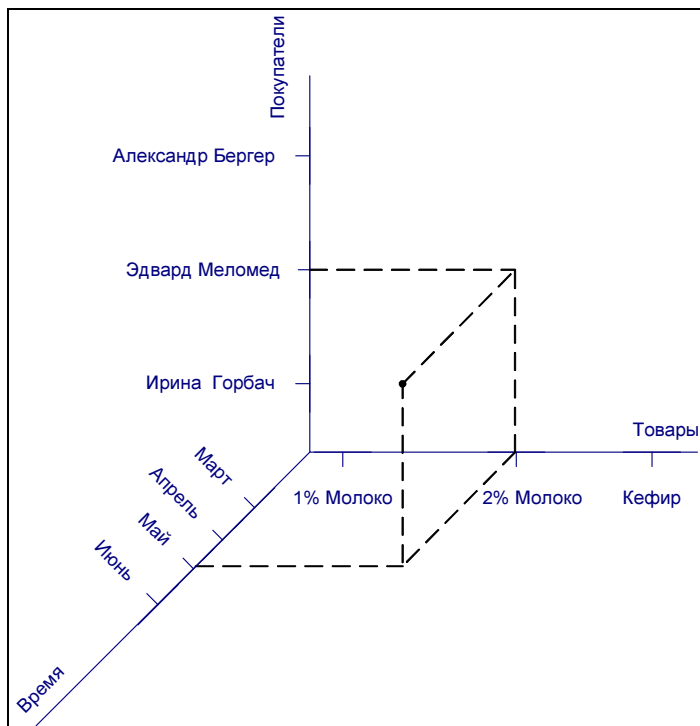 Покупатели
Александр Бергер
Эдвард Меломед
Ирина Горбач
Товары
1% Молоко
2% Молоко
Кефир
Март
Апрель
Май
Июнь
Время